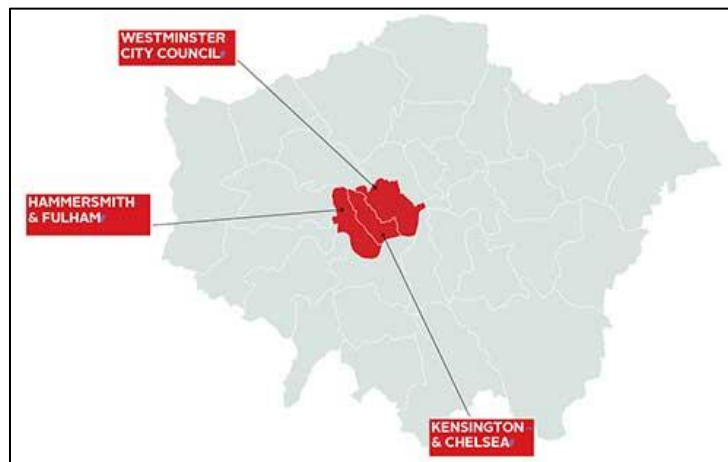 WESTMINSTER
CITY COUNCIL
HAMMERSMITH
& FULHAM
KENSINGTON
& CHELSEA